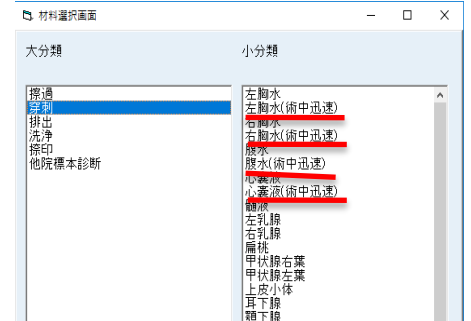 材料選択画面
大分類
小分類
擦過
穿刺
排出
洗浄
捺印
他院標本診断
左胸水
左胸水(術中迅速)
右胸水
右胸水(術中迅速)
腹水
腹水(術中迅速)
心嚢液
心嚢液(術中迅速)
髄液
左乳腺
右乳腺
扁桃
甲状腺右葉
甲状腺左葉
上皮小体
耳下腺
顎下腺